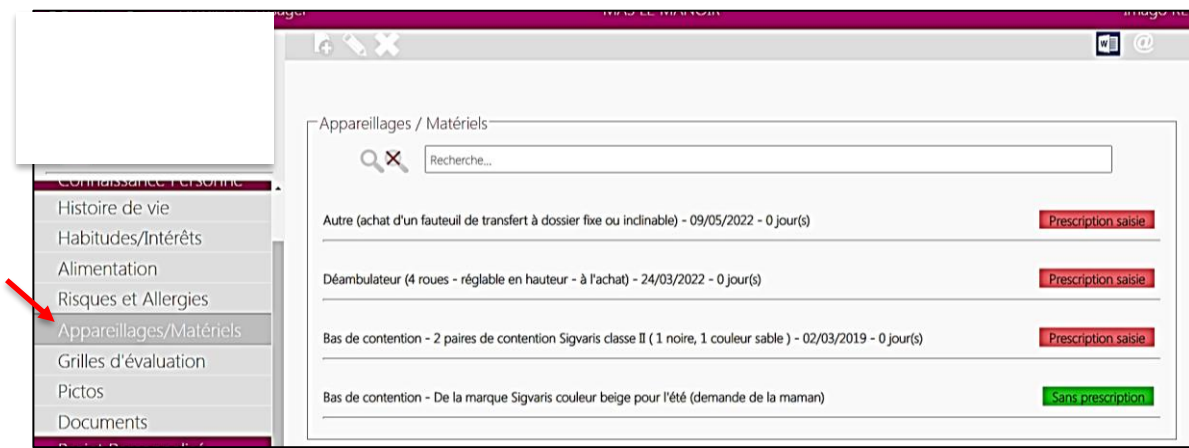 MAS LE MANOIR
Imago RE
Appareillages / Matériels
Recherche...
Connaissance Personne
Histoire de vie
Habitudes/Intérêts
Alimentation
Risques et Allergies
Appareillages/Matériels
Grilles d'évaluation
Pictos
Documents
Autre (achat d'un fauteuil de transfert à dossier fixe ou inclinable) - 09/05/2022 - 0 jour(s)
Prescription saisie
Déambulateur (4 roues - réglable en hauteur - à l'achat) - 24/03/2022 - 0 jour(s)
Prescription saisie
Bas de contention - 2 paires de contention Sigvaris classe II ( 1 noire, 1 couleur sable ) - 02/03/2019 - 0 jour(s)
Prescription saisie
Bas de contention - De la marque Sigvaris couleur beige pour l'été (demande de la maman)
Sans prescription